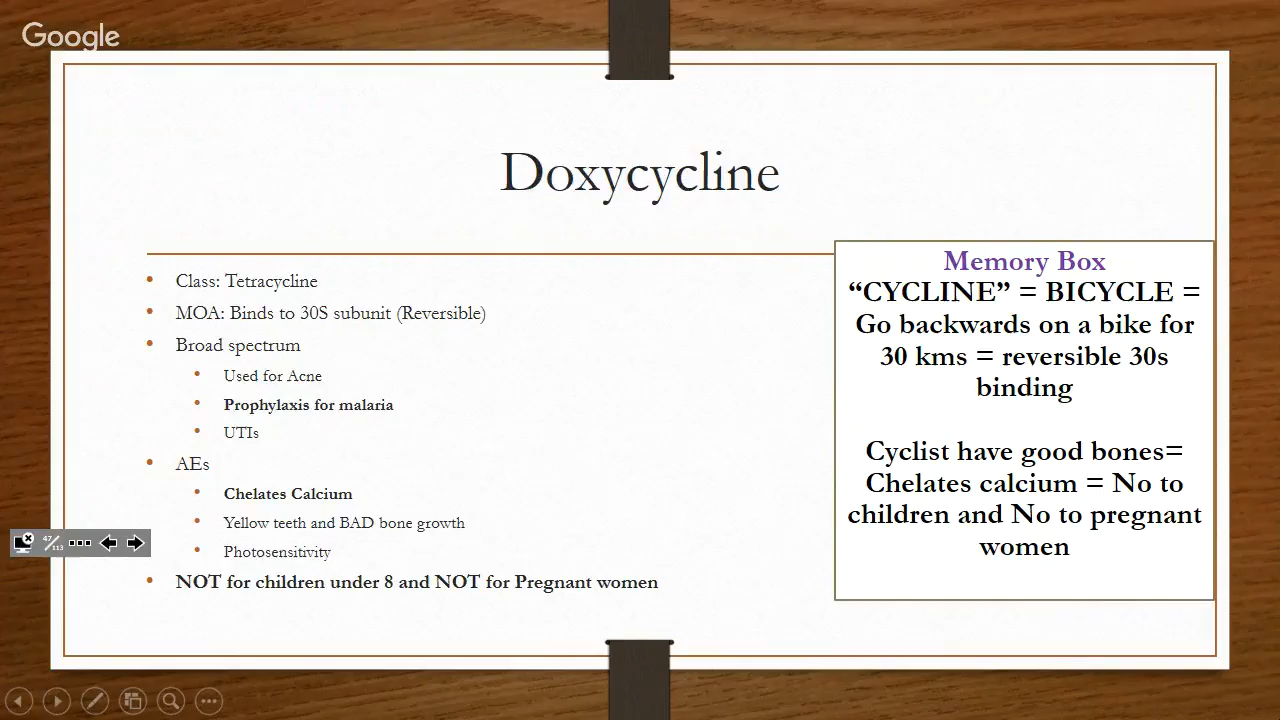 Google
Doxycycline
• Class: Tetracycline
• MOA: Binds to 30S subunit (Reversible)
• Broad spectrum
• Used for Acne
• Prophylaxis for malaria
• UTIs
• AEs
• Chelates Calcium
• Yellow teeth and BAD bone growth
• Photosensitivity
• NOT for children under 8 and NOT for Pregnant women
Memory Box
“CYCLINE” = BICYCLE =
Go backwards on a bike for
30 kms = reversible 30s
binding
Cyclist have good bones=
Chelates calcium = No to
children and No to pregnant
women
47/113